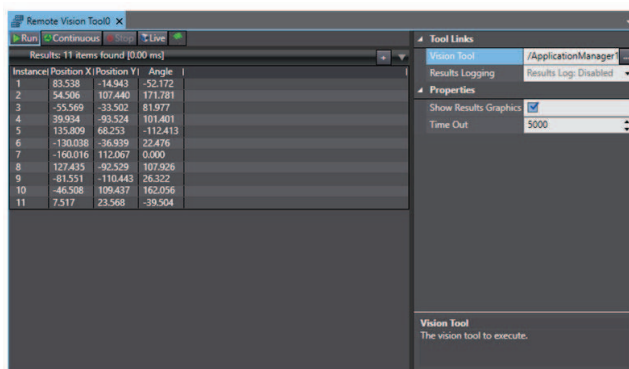 Remote Vision Tool0
Run Continuous Stop Live
Results: 11 items found [0.00 ms]
Instance Position X Position Y Angle
1 83.538 -14.943 -52.172
2 54.506 107.440 171.781
3 -55.569 -33.502 81.977
4 39.934 -93.524 101.401
5 135.809 68.253 -112.413
6 -130.038 -36.939 22.476
7 -160.016 112.067 0.000
8 127.435 -92.529 107.926
9 -81.551 -110.443 26.322
10 -46.508 109.437 162.056
11 7.517 23.568 -39.504
Tool Links
Vision Tool /ApplicationManager1 ...
Results Logging Results Log: Disabled
Properties
Show Results Graphics
Time Out 5000
Vision Tool
The vision tool to execute.